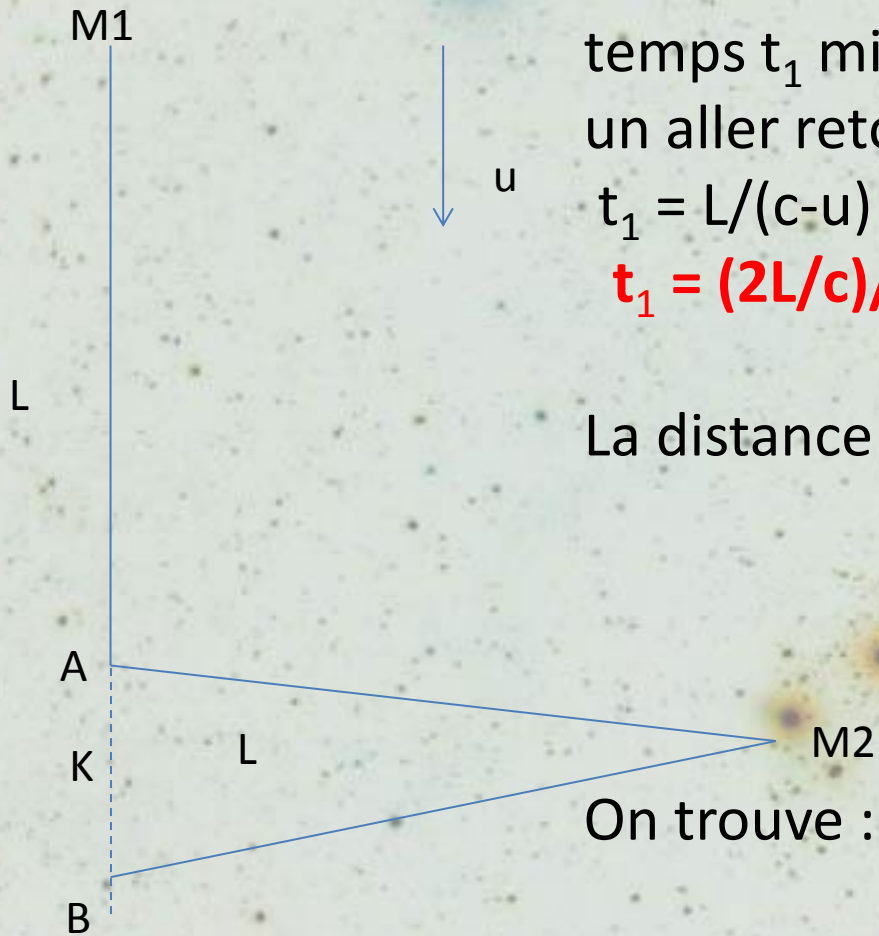 M1
temps t₁ mi
un aller reto
u
t₁ = L/(c-u)
t₁ = (2L/c)/
L
La distance
A
L
K
M2
On trouve :
B